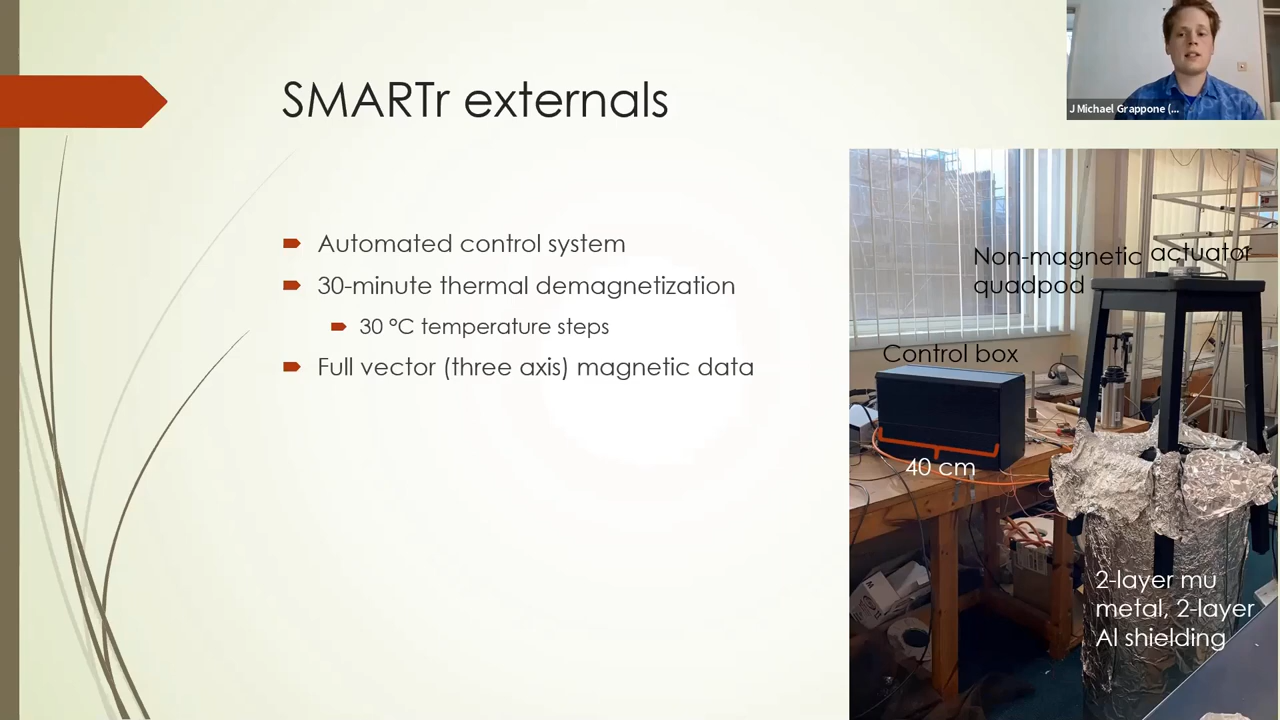 SMARTr externals
J Michael Grappone (...
Automated control system
30-minute thermal demagnetization
30 °C temperature steps
Full vector (three axis) magnetic data
Non-magnetic
quadpod
actuator
Control box
40 cm
2-layer mu
metal, 2-layer
Al shielding